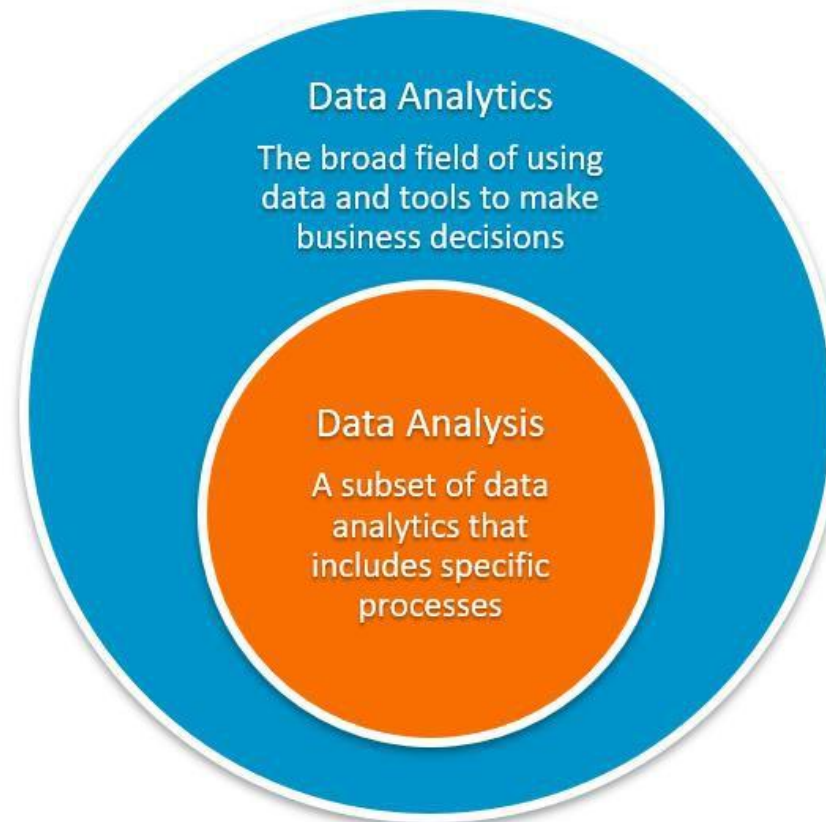 Data Analytics
The broad field of using
data and tools to make
business decisions
Data Analysis
A subset of data
analytics that
includes specific
processes